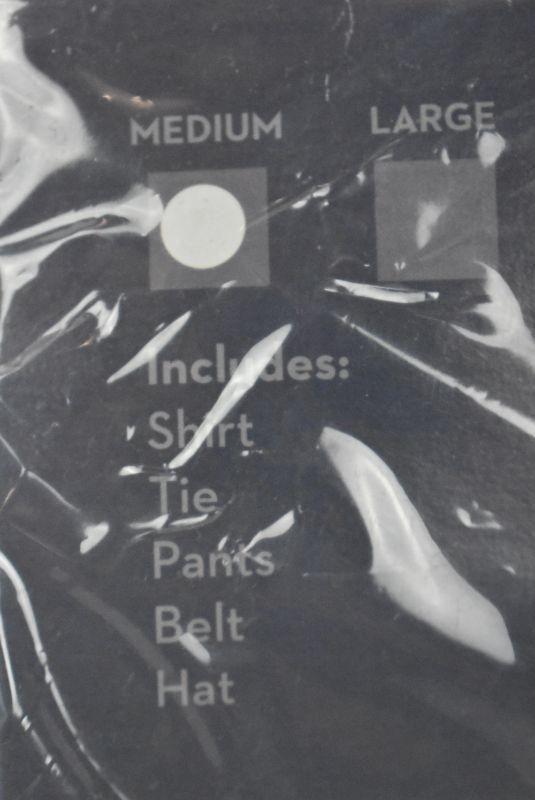 MEDIUM LARGE
Includes:
Shirt
Tie
Pants
Belt
Hat